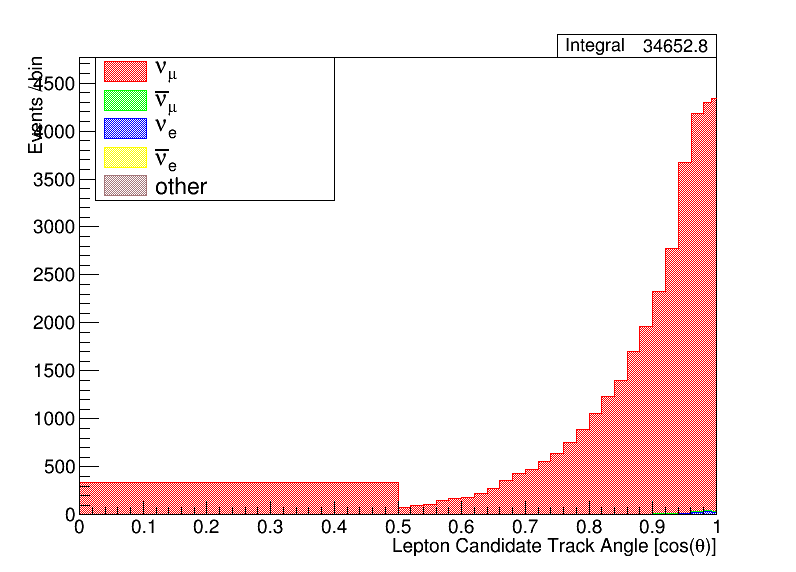 Integral 34652.8
Events / bin
ν_μ
ν̅_μ
ν_e
ν̅_e
other
4500
4000
3500
3000
2500
2000
1500
1000
500
0
0 0.1 0.2 0.3 0.4 0.5 0.6 0.7 0.8 0.9 1
Lepton Candidate Track Angle [cos(θ)]